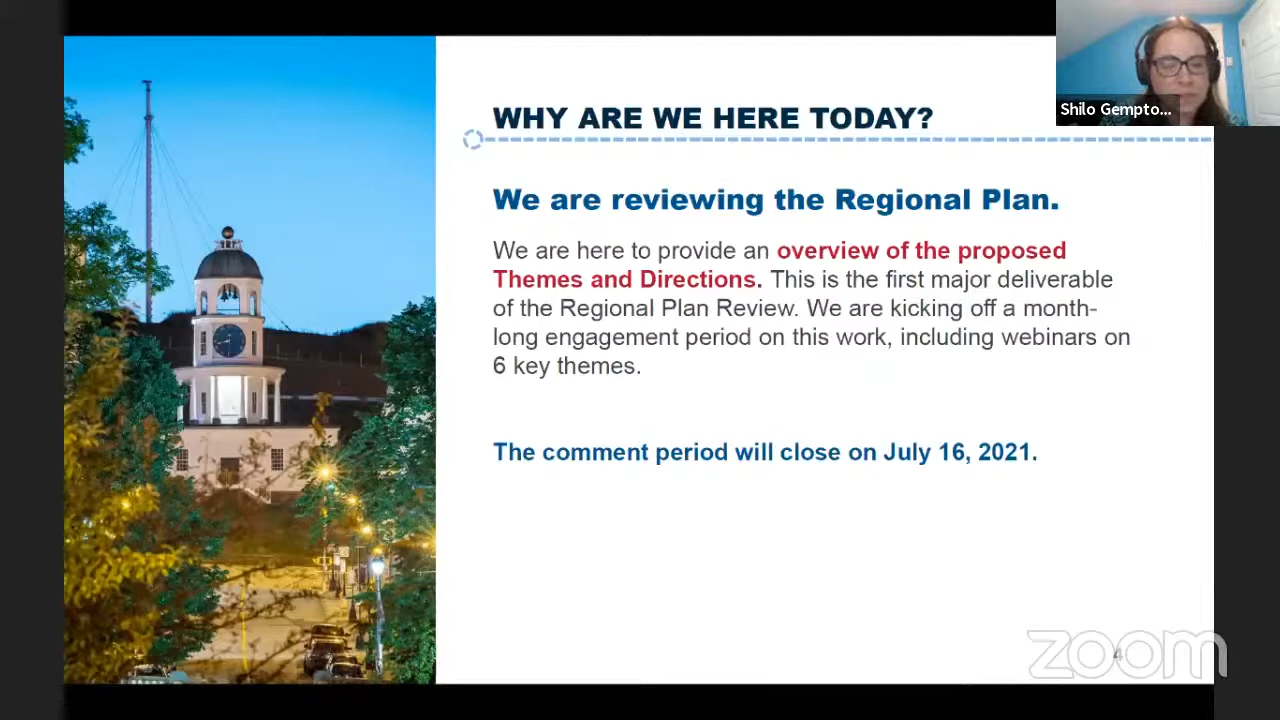 WHY ARE WE HERE TODAY?
Shilo Gempto...
We are reviewing the Regional Plan.
We are here to provide an overview of the proposed
Themes and Directions. This is the first major deliverable
of the Regional Plan Review. We are kicking off a month-
long engagement period on this work, including webinars on
6 key themes.
The comment period will close on July 16, 2021.
4
zoom